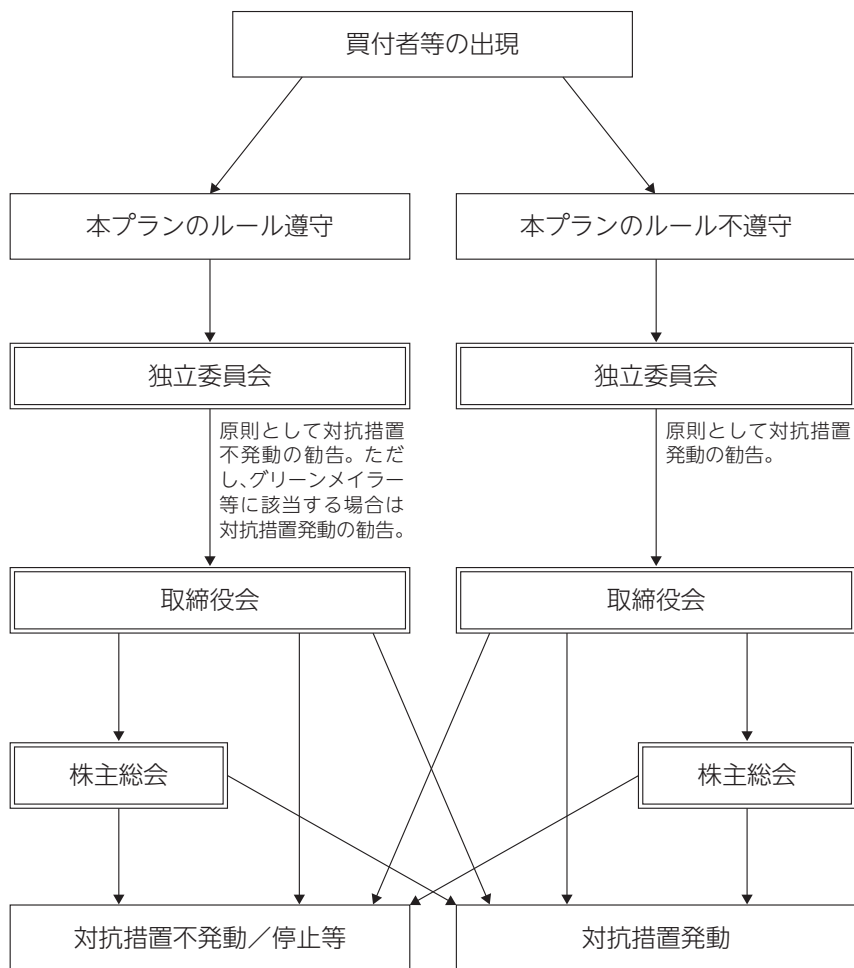 買付者等の出現
本プランのルール遵守
本プランのルール不遵守
独立委員会
独立委員会
原則として対抗措置
不発動の勧告。ただ
し、グリーンメイラー
等に該当する場合は
対抗措置発動の勧告。
原則として対抗措置
発動の勧告。
取締役会
取締役会
株主総会
株主総会
対抗措置不発動／停止等
対抗措置発動